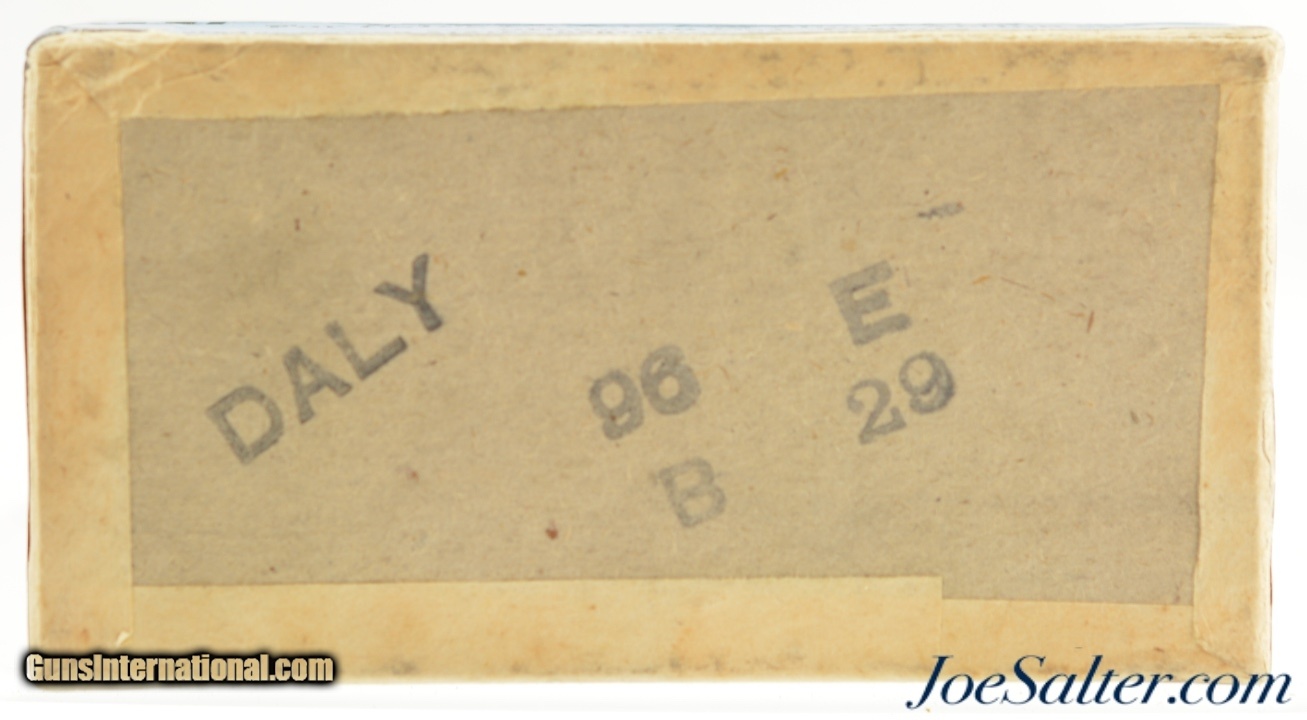 DALY
96
B
E
29
GunsInternational.com
JoeSalter.com